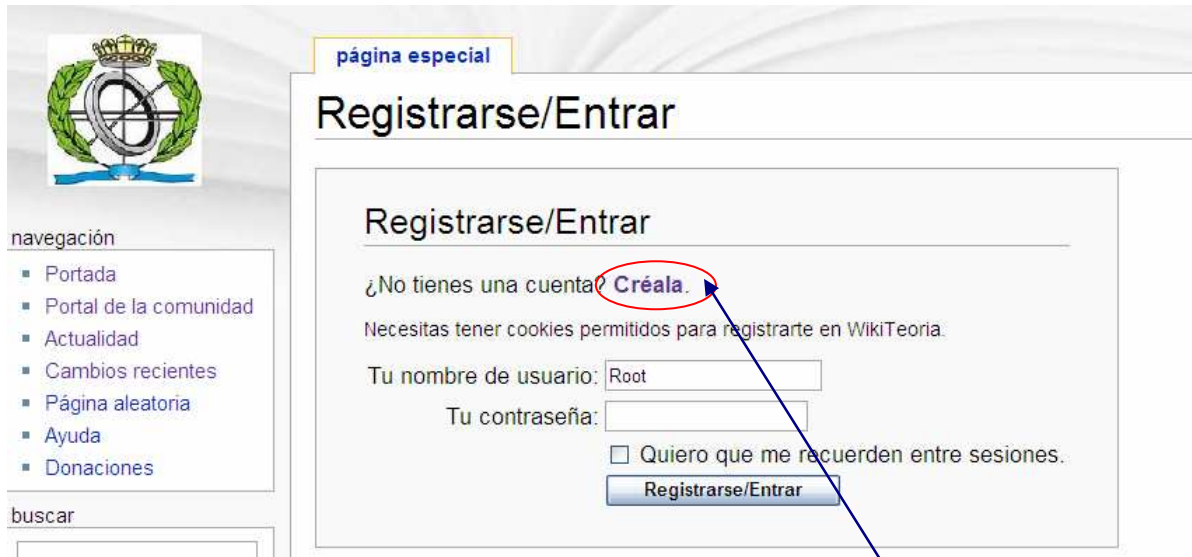 página especial
Registrarse/Entrar
Registrarse/Entrar
¿No tienes una cuenta? Créala.
Necesitas tener cookies permitidos para registrarte en WikiTeoria.
Tu nombre de usuario: Root
Tu contraseña:
Quiero que me recuerden entre sesiones.
Registrarse/Entrar
navegación
Portada
Portal de la comunidad
Actualidad
Cambios recientes
Página aleatoria
Ayuda
Donaciones
buscar